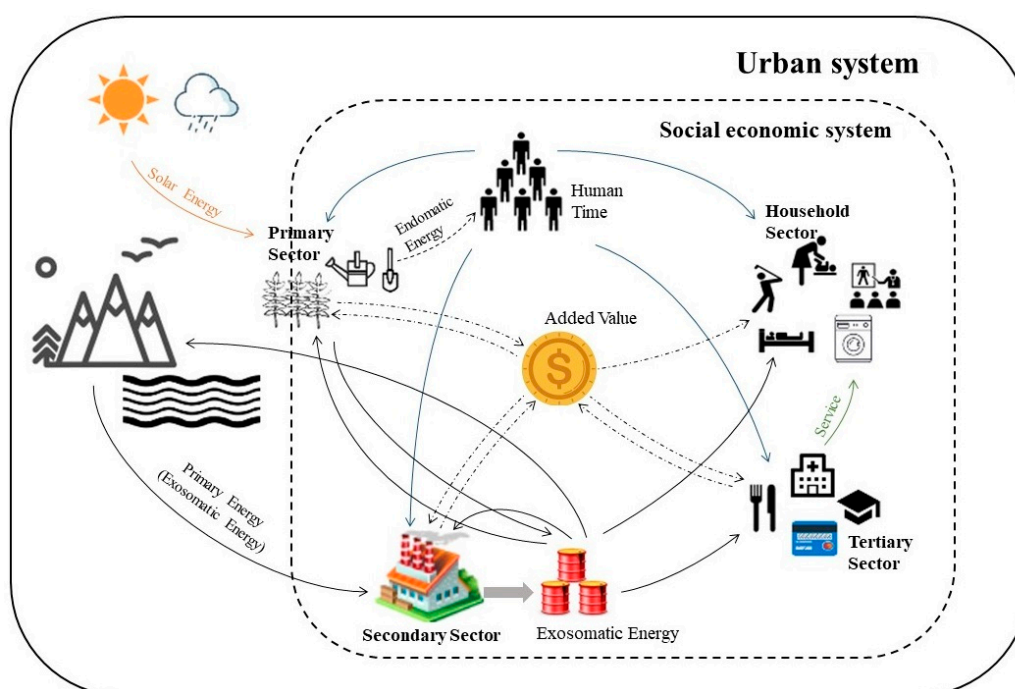 Urban system
Social economic system
Solar Energy
Primary
Sector
Endomatic
Energy
Human
Time
Household
Sector
Added Value
$
Service
Primary Energy
(Exosomatic Energy)
Tertiary
Sector
Secondary Sector
Exosomatic Energy